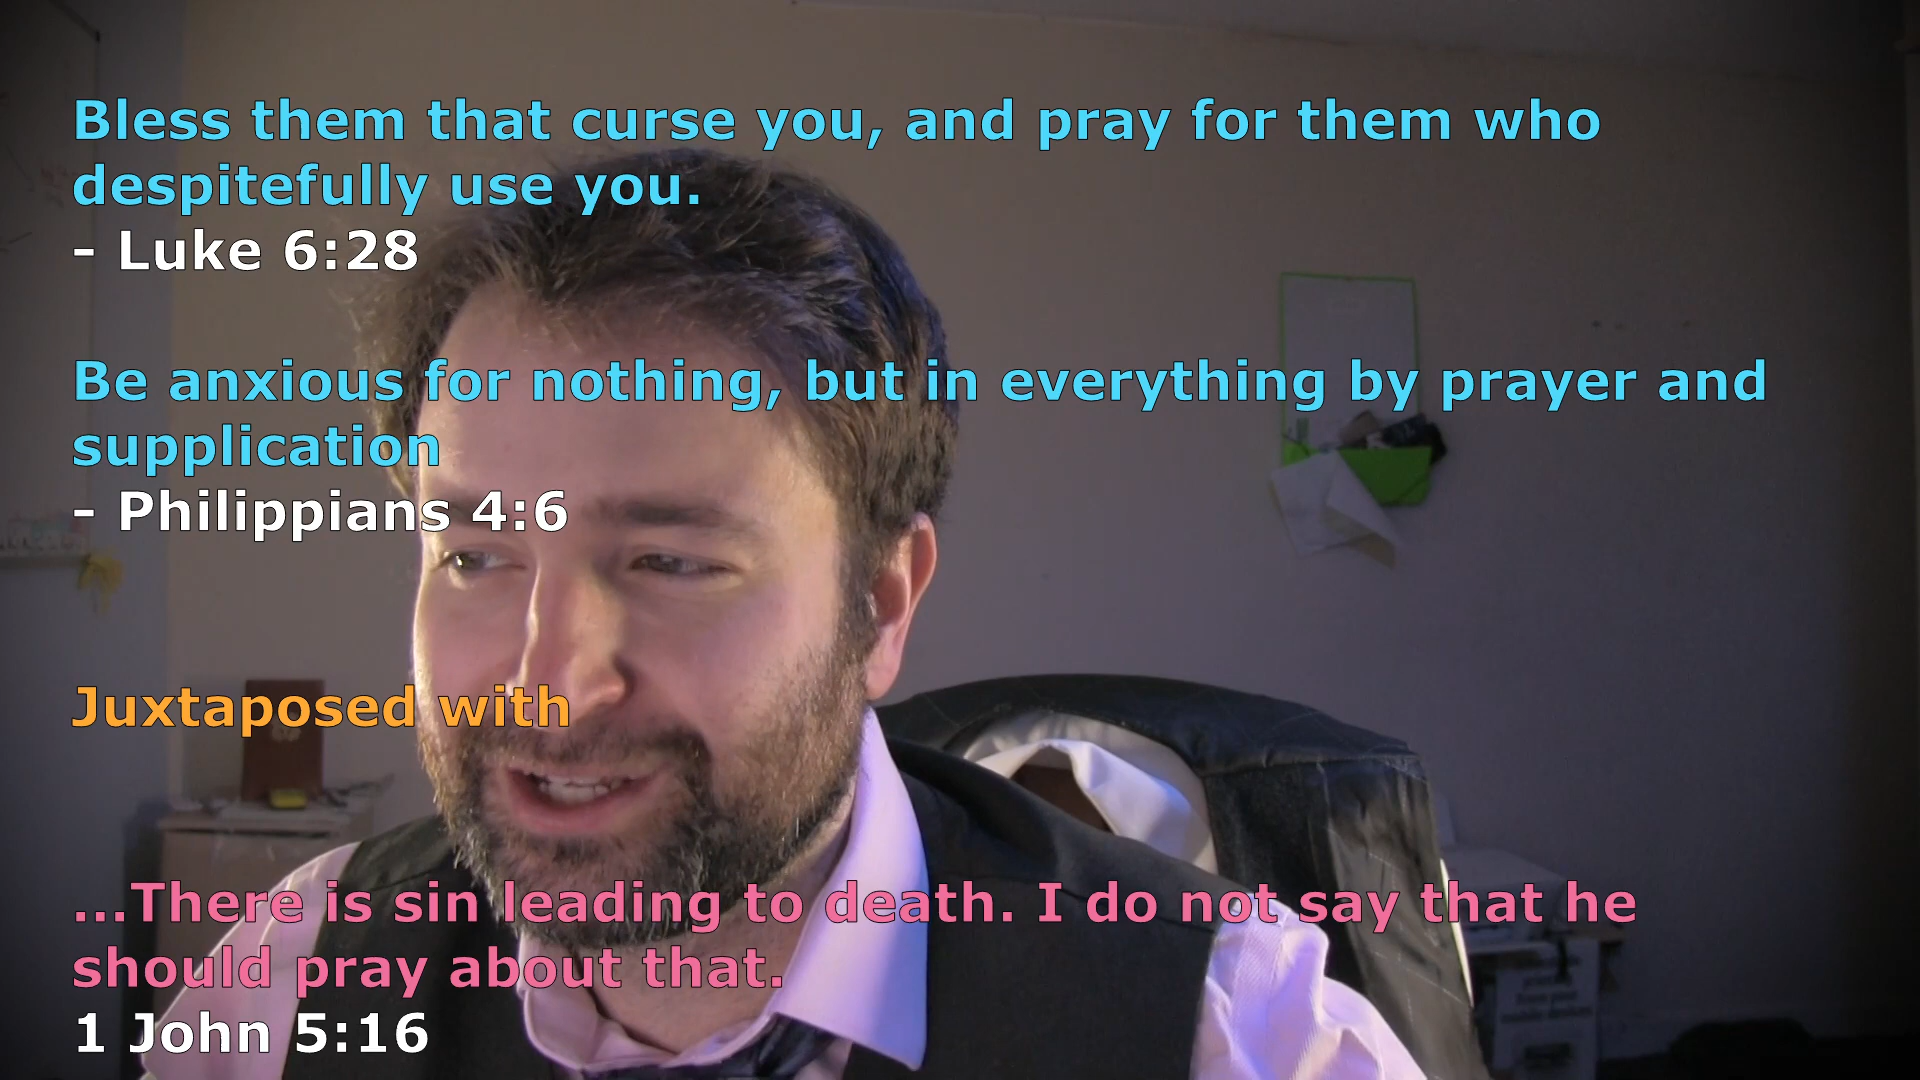 Bless them that curse you, and pray for them who
despitefully use you.
- Luke 6:28
Be anxious for nothing, but in everything by prayer and
supplication
- Philippians 4:6
Juxtaposed with
...There is sin leading to death. I do not say that he
should pray about that.
1 John 5:16